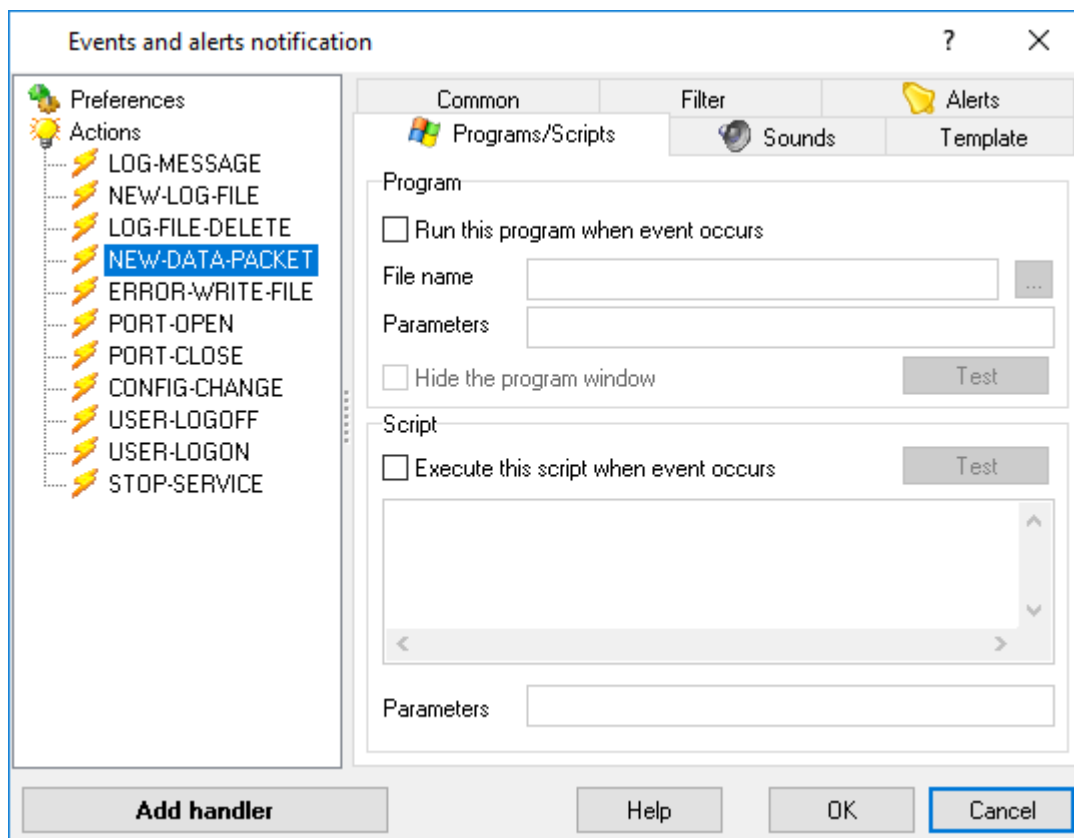 Events and alerts notification
?
Preferences
Actions
LOG-MESSAGE
NEW-LOG-FILE
LOG-FILE-DELETE
NEW-DATA-PACKET
ERROR-WRITE-FILE
PORT-OPEN
PORT-CLOSE
CONFIG-CHANGE
USER-LOGOFF
USER-LOGON
STOP-SERVICE
Common
Filter
Alerts
Programs/Scripts
Sounds
Template
Program
Run this program when event occurs
File name
...
Parameters
Hide the program window
Test
Script
Execute this script when event occurs
Test
Parameters
Add handler
Help
OK
Cancel